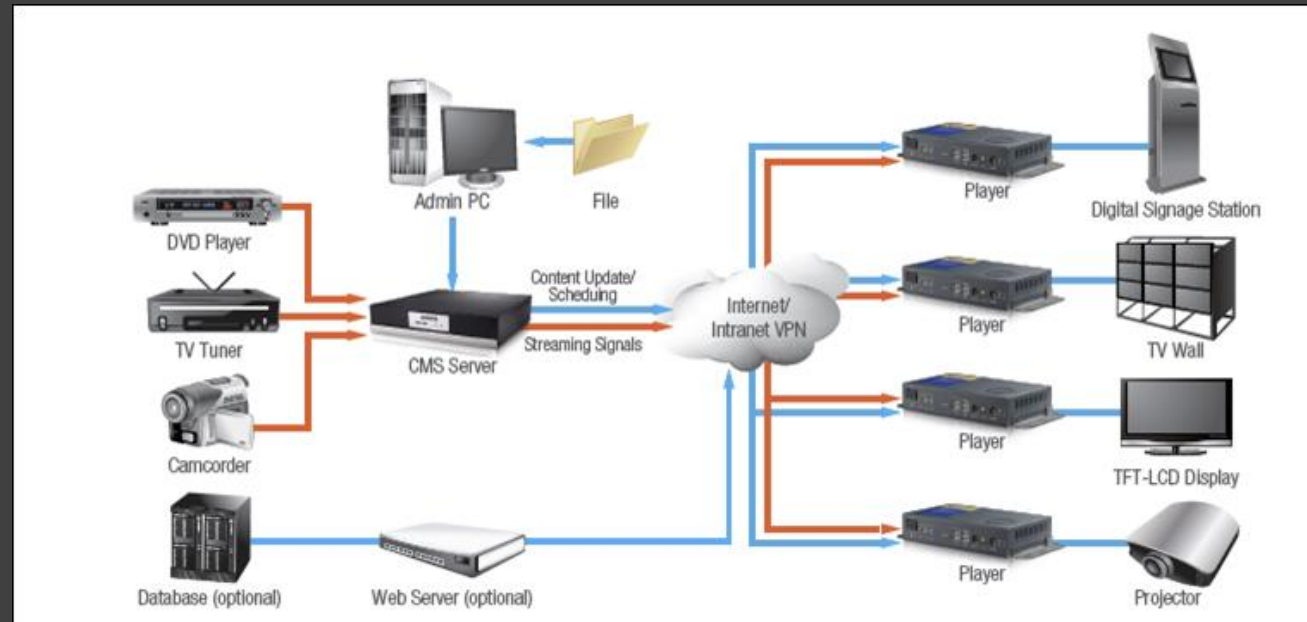 Admin PC
File
DVD Player
TV Tuner
Camcorder
Database (optional)
Web Server (optional)
CMS Server
Content Update/
Scheduing
Streaming Signals
Internet/
Intranet VPN
Player
Digital Signage Station
Player
TV Wall
Player
TFT-LCD Display
Player
Projector